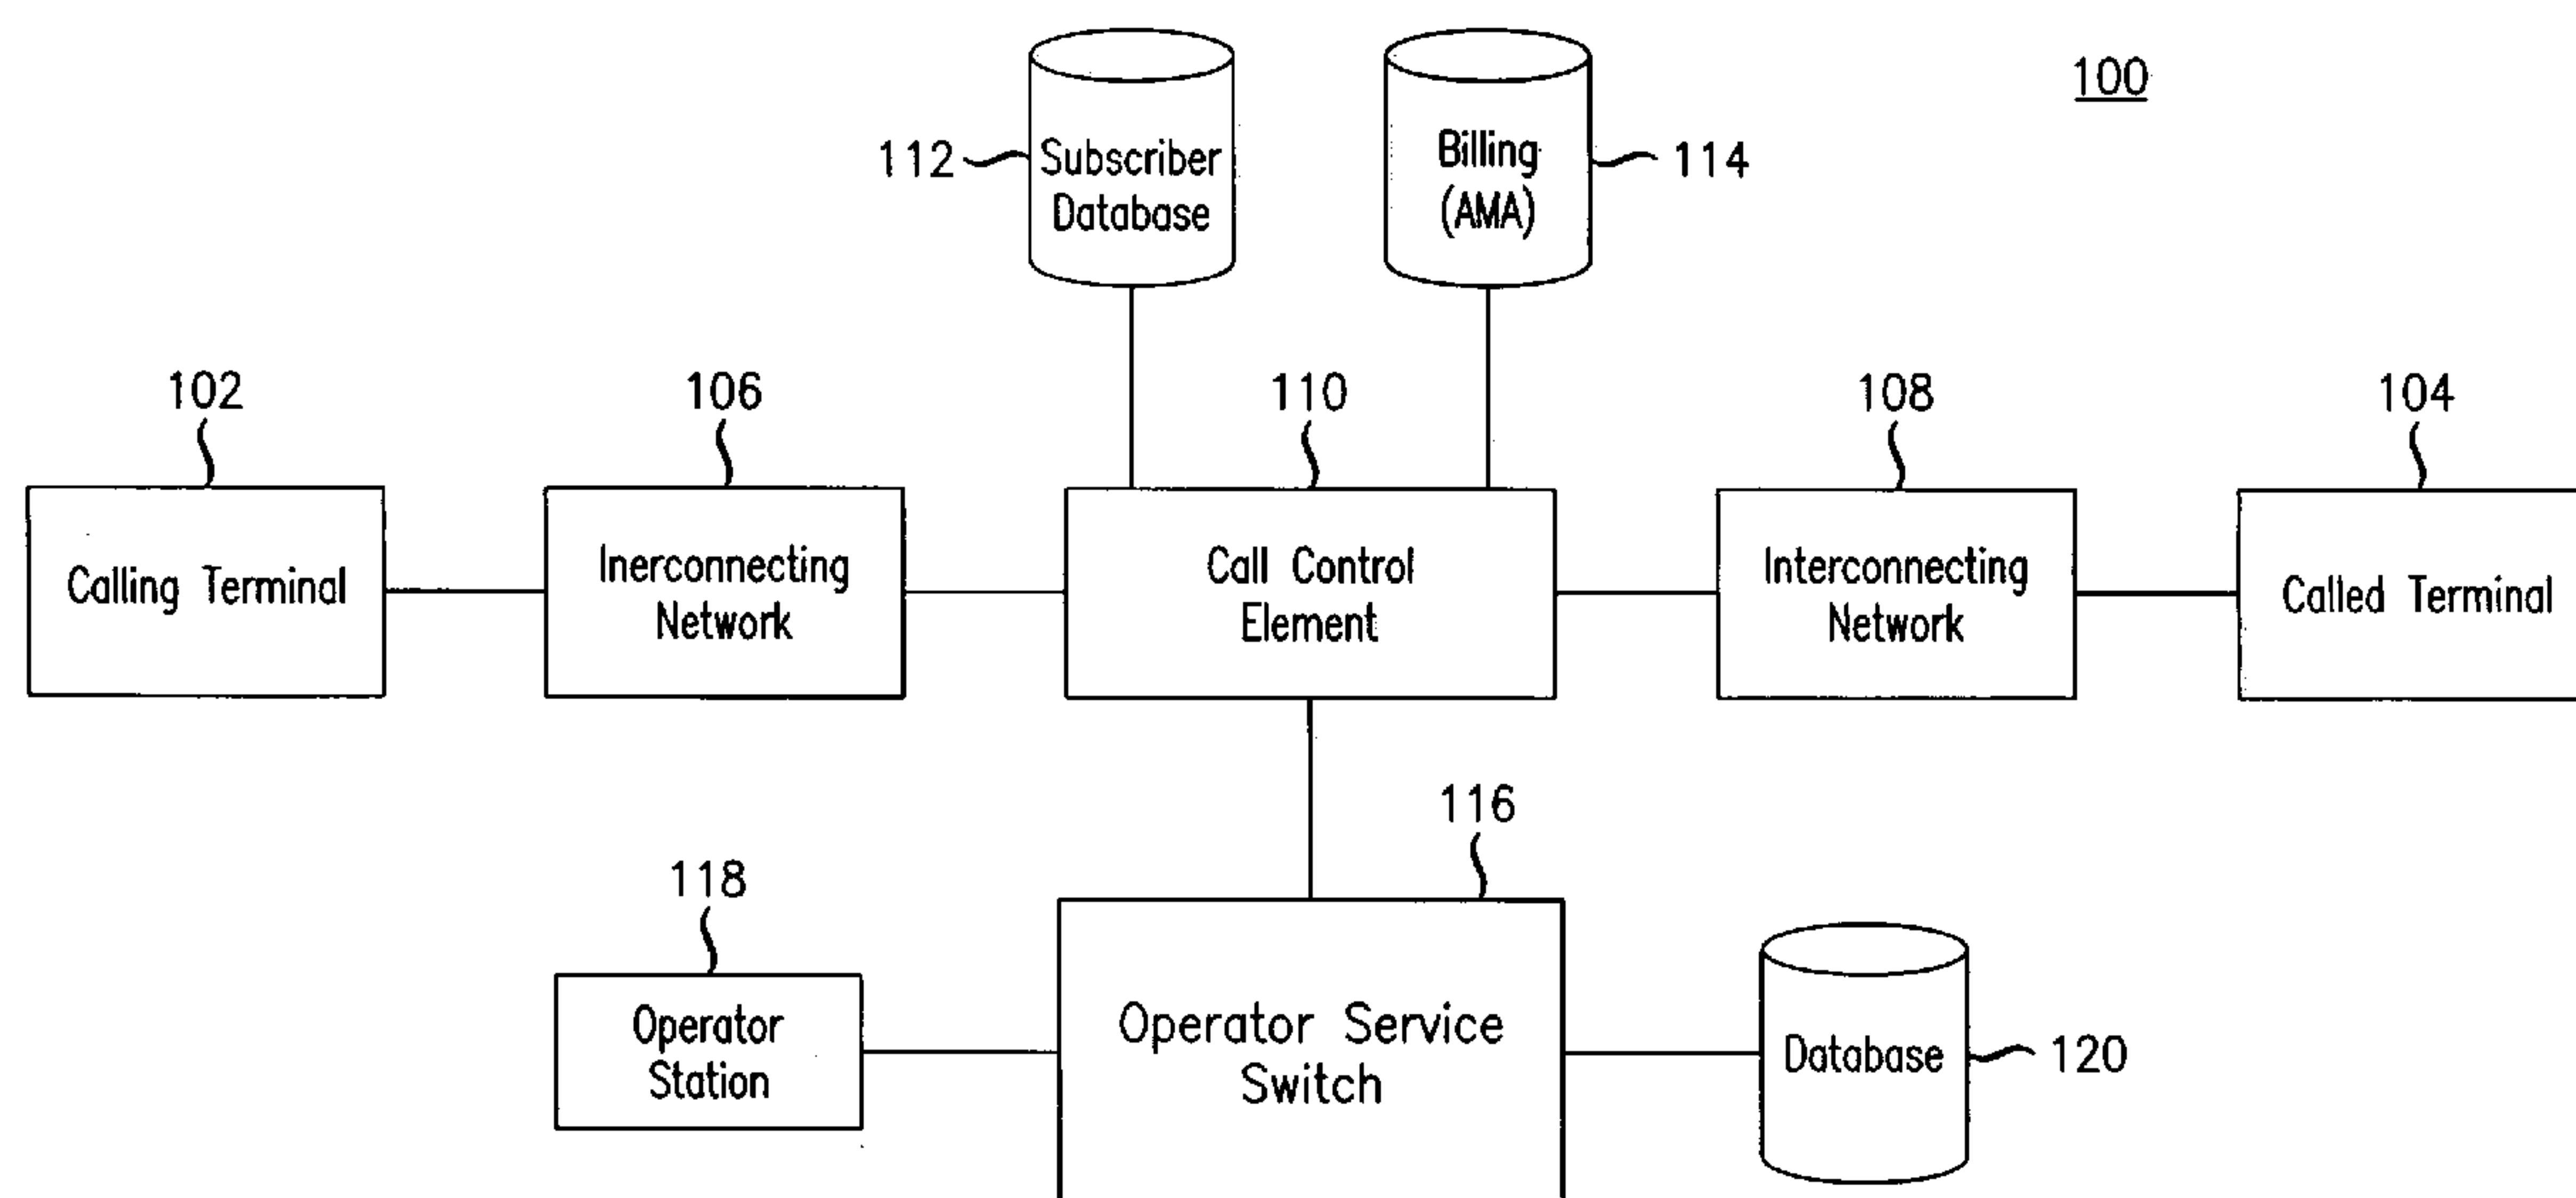 100
112
Subscriber
Database
Billing
(AMA)
114
102
106
110
108
104
Calling Terminal
Inerconnecting
Network
Call Control
Element
Interconnecting
Network
Called Terminal
116
118
Operator
Station
Operator Service
Switch
Database
120